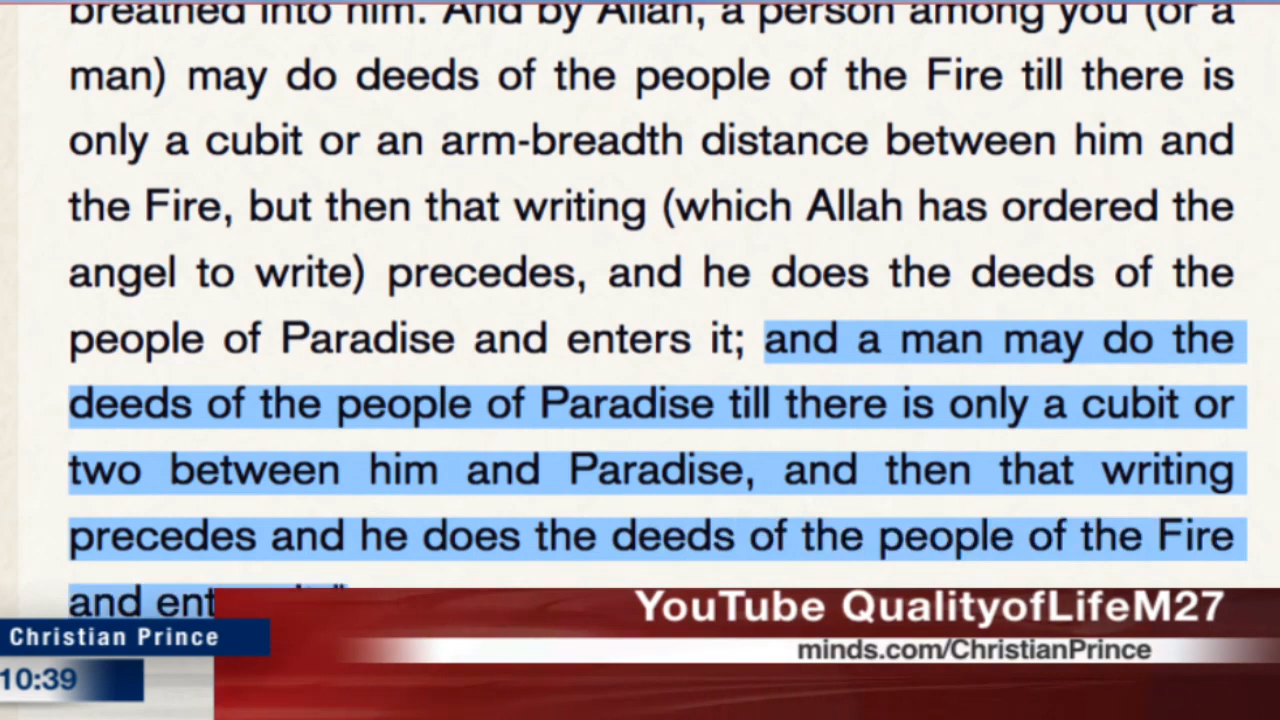 breathed into him. And by Allah, a person among you (or a
man) may do deeds of the people of the Fire till there is
only a cubit or an arm-breadth distance between him and
the Fire, but then that writing (which Allah has ordered the
angel to write) precedes, and he does the deeds of the
people of Paradise and enters it; and a man may do the
deeds of the people of Paradise till there is only a cubit or
two between him and Paradise, and then that writing
precedes and he does the deeds of the people of the Fire
and
YouTube QualityofLifeM27
Christian Prince
minds.com/ChristianPrince
10:39